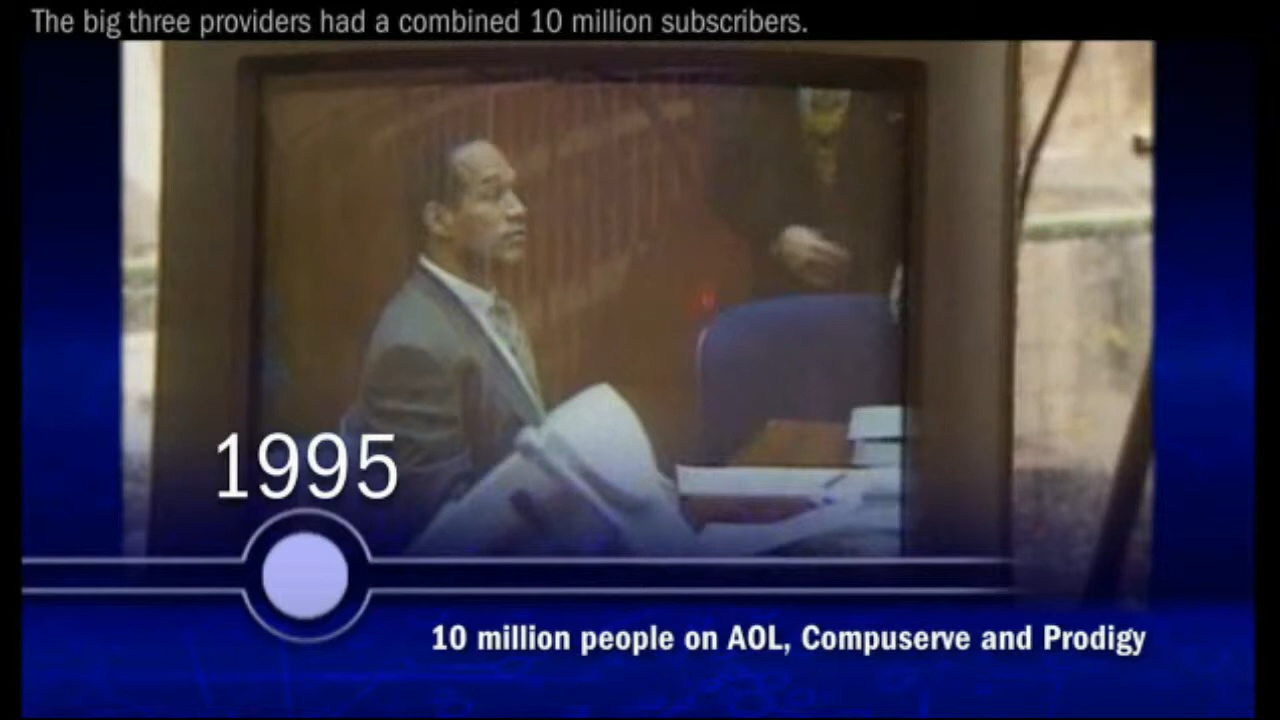 The big three providers had a combined 10 million subscribers.
1995
10 million people on AOL, Compuserve and Prodigy